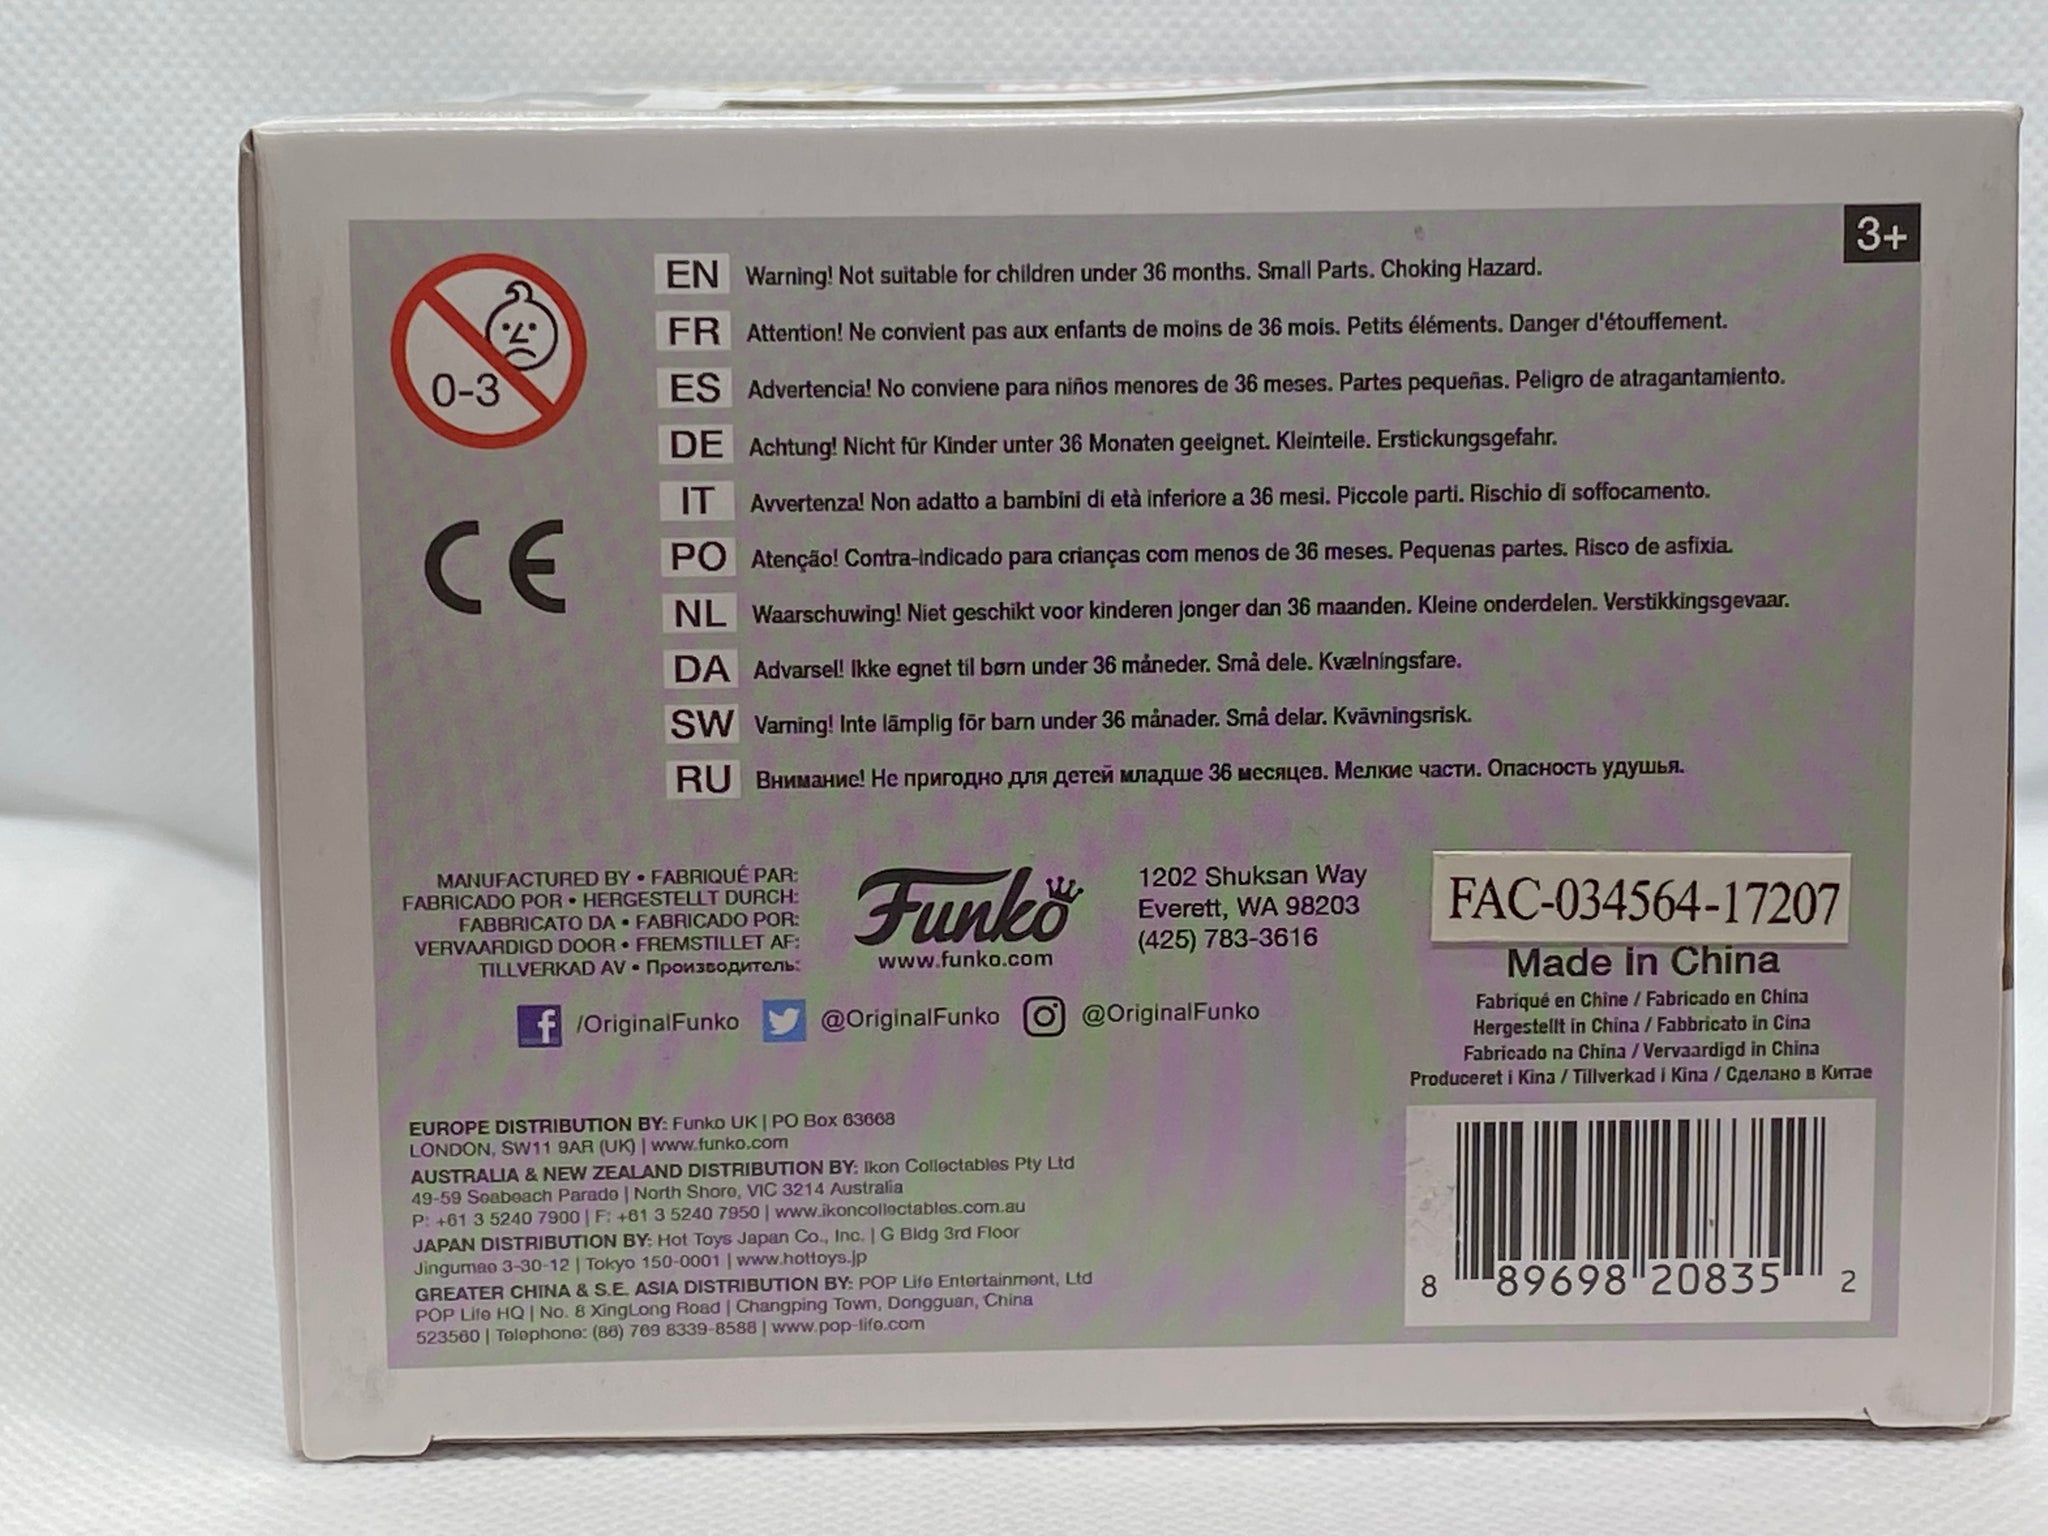 3+
0-3
EN Warning! Not suitable for children under 36 months. Small Parts. Choking Hazard.
FR Attention! Ne convient pas aux enfants de moins de 36 mois. Petits éléments. Danger d'étouffement.
ES Advertencia! No conviene para niños menores de 36 meses. Partes pequeñas. Peligro de atragantamiento.
DE Achtung! Nicht für Kinder unter 36 Monaten geeignet. Kleinteile. Erstickungsgefahr.
IT Avvertenza! Non adatto a bambini di età inferiore a 36 mesi. Piccole parti. Rischio di soffocamento.
PO Atenção! Contra-indicado para crianças com menos de 36 meses. Pequenas partes. Risco de asfixia.
NL Waarschuwing! Niet geschikt voor kinderen jonger dan 36 maanden. Kleine onderdelen. Verstikkingsgevaar.
DA Advarsel! Ikke egnet til børn under 36 måneder. Små dele. Kvælningsfare.
SW Varning! Inte lämplig för barn under 36 månader. Små delar. Kvävningsrisk.
RU Внимание! Не пригодно для детей младше 36 месяцев. Мелкие части. Опасность удушья.
CE
MANUFACTURED BY • FABRIQUÉ PAR:
FABRICADO POR • HERGESTELLT DURCH:
FABBRICATO DA • FABRICADO POR:
VERVAARDIGD DOOR • FREMSTILLET AF:
TILLVERKAD AV • Производитель:
Funko
www.funko.com
1202 Shuksan Way
Everett, WA 98203
(425) 783-3616
/OriginalFunko @OriginalFunko @OriginalFunko
FAC-034564-17207
Made in China
Fabriqué en Chine / Fabricado en China
Hergestellt in China / Fabbricato in Cina
Fabricado na China / Vervaardigd in China
Produceret i Kina / Tillverkad i Kina / Сделано в Китае
EUROPE DISTRIBUTION BY: Funko UK | PO Box 63668
LONDON, SW11 9AR (UK) | www.funko.com
AUSTRALIA & NEW ZEALAND DISTRIBUTION BY: Ikon Collectables Pty Ltd
49-59 Seabeach Parade | North Shore, VIC 3214 Australia
P: +61 3 5240 7900 | F: +61 3 5240 7950 | www.ikoncollectables.com.au
JAPAN DISTRIBUTION BY: Hot Toys Japan Co., Inc. | G Bldg 3rd Floor
Jingumae 3-30-12 | Tokyo 150-0001 | www.hottoys.jp
GREATER CHINA & S.E. ASIA DISTRIBUTION BY: POP Life Entertainment, Ltd
POP Life HQ | No. 8 XingLong Road | Changping Town, Dongguan, China
523560 | Telephone: (86) 769 8339-8588 | www.pop-life.com
8 89698 20835 2